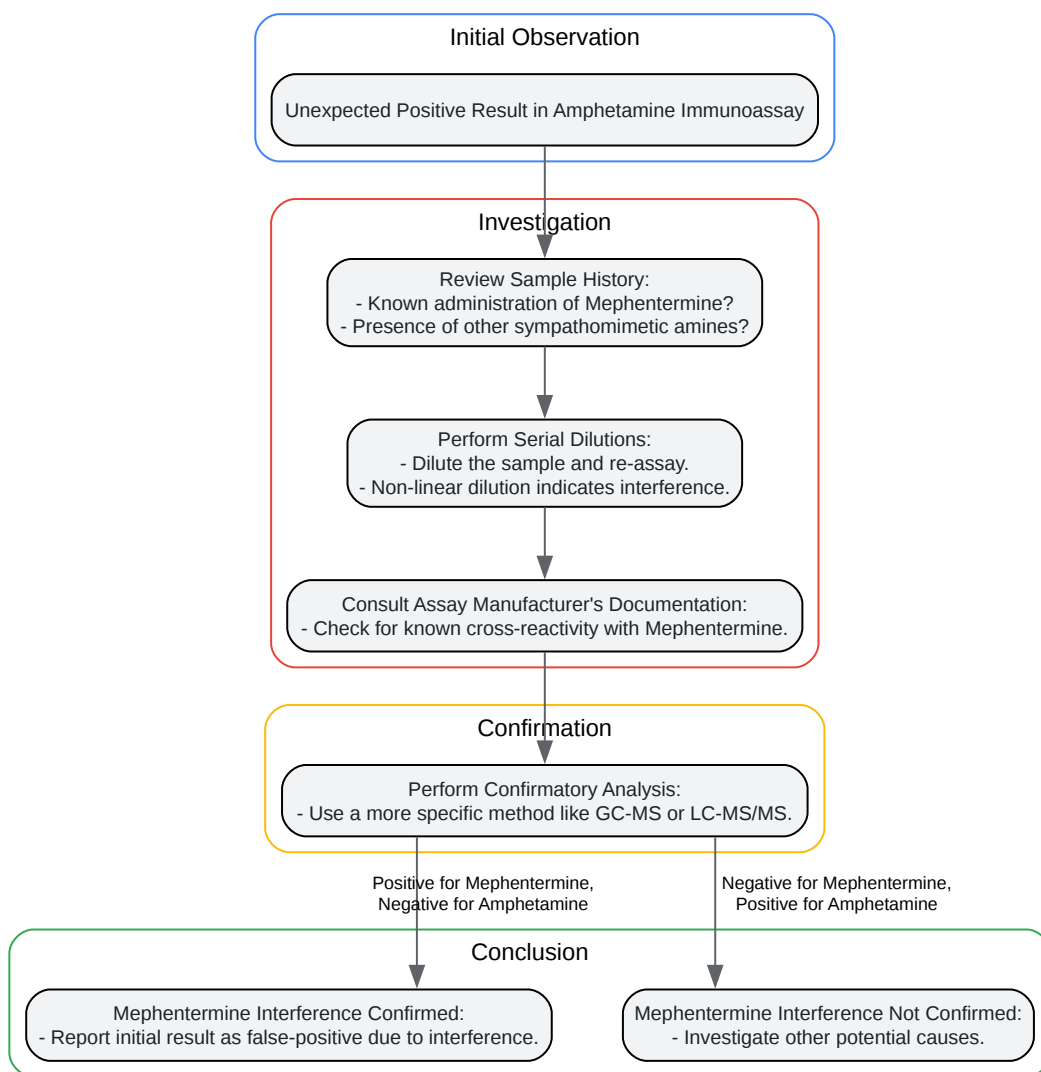 Initial Observation
Unexpected Positive Result in Amphetamine Immunoassay
Investigation
Review Sample History:
- Known administration of Mephentermine?
- Presence of other sympathomimetic amines?
Perform Serial Dilutions:
- Dilute the sample and re-assay.
- Non-linear dilution indicates interference.
Consult Assay Manufacturer's Documentation:
- Check for known cross-reactivity with Mephentermine.
Confirmation
Perform Confirmatory Analysis:
- Use a more specific method like GC-MS or LC-MS/MS.
Positive for Mephentermine,
Negative for Amphetamine
Negative for Mephentermine,
Positive for Amphetamine
Conclusion
Mephentermine Interference Confirmed:
- Report initial result as false-positive due to interference.
Mephentermine Interference Not Confirmed:
- Investigate other potential causes.